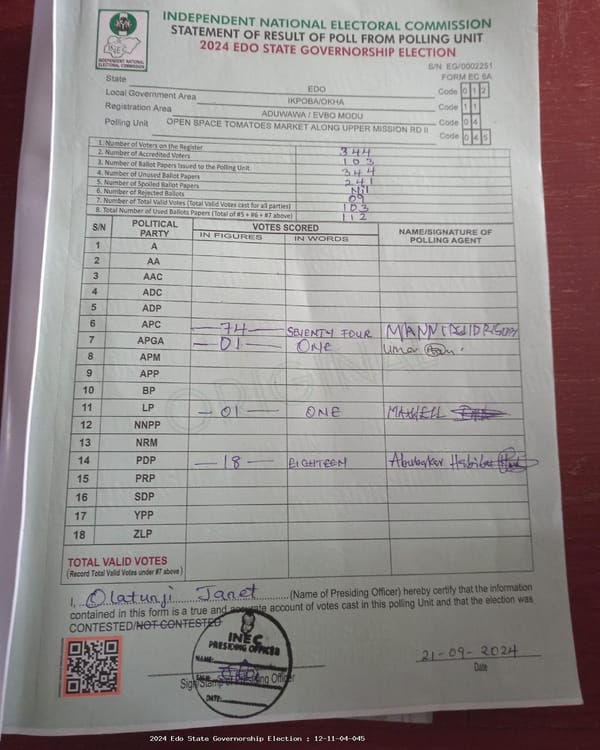 INDEPENDENT NATIONAL ELECTORAL COMMISSION
STATEMENT OF RESULT OF POLL FROM POLLING UNIT
2024 EDO STATE GOVERNORSHIP ELECTION
INEC
INDEPENDENT NATIONAL ELECTORAL COMMISSION
S/N EG/0002251
FORM EC 8A
State EDO Code 0 1 2
Local Government Area IKPOBA/OKHA Code 1 1
Registration Area ADUWAWA / EVBO MODU Code 0 4
Polling Unit OPEN SPACE TOMATOES MARKET ALONG UPPER MISSION RD II Code 0 4 5
1. Number of Voters on the Register 344
2. Number of Accredited Voters 103
3. Number of Ballot Papers Issued to the Polling Unit 344
4. Number of Unused Ballot Papers 241
5. Number of Spoiled Ballot Papers Nil
6. Number of Rejected Ballots 09
7. Number of Total Valid Votes (Total Valid Votes cast for all parties) 103
8. Total Number of Used Ballots Papers (Total of #5 + #6 + #7 above) 112
S/N POLITICAL PARTY VOTES SCORED NAME/SIGNATURE OF POLLING AGENT
IN FIGURES IN WORDS
1 A
2 AA
3 AAC
4 ADC
5 ADP
6 APC 74 SEVENTY FOUR
7 APGA 01 ONE Umar
8 APM
9 APP
10 BP
11 LP 01 ONE MAXWELL
12 NNPP
13 NRM
14 PDP 18 EIGHTEEN Abubakar
15 PRP
16 SDP
17 YPP
18 ZLP
ORIGINAL
TOTAL VALID VOTES
(Record Total Valid Votes under #7 above)
I, Olatunji Janet (Name of Presiding Officer) hereby certify that the information
contained in this form is a true and accurate account of votes cast in this polling Unit and that the election was
CONTESTED/NOT CONTESTED
INEC
PRESIDING OFFICER
NAME:
SIGN:
DATE:
Sign/Stamp of Presiding Officer
21-09-2024
Date
2024 Edo State Governorship Election : 12-11-04-045